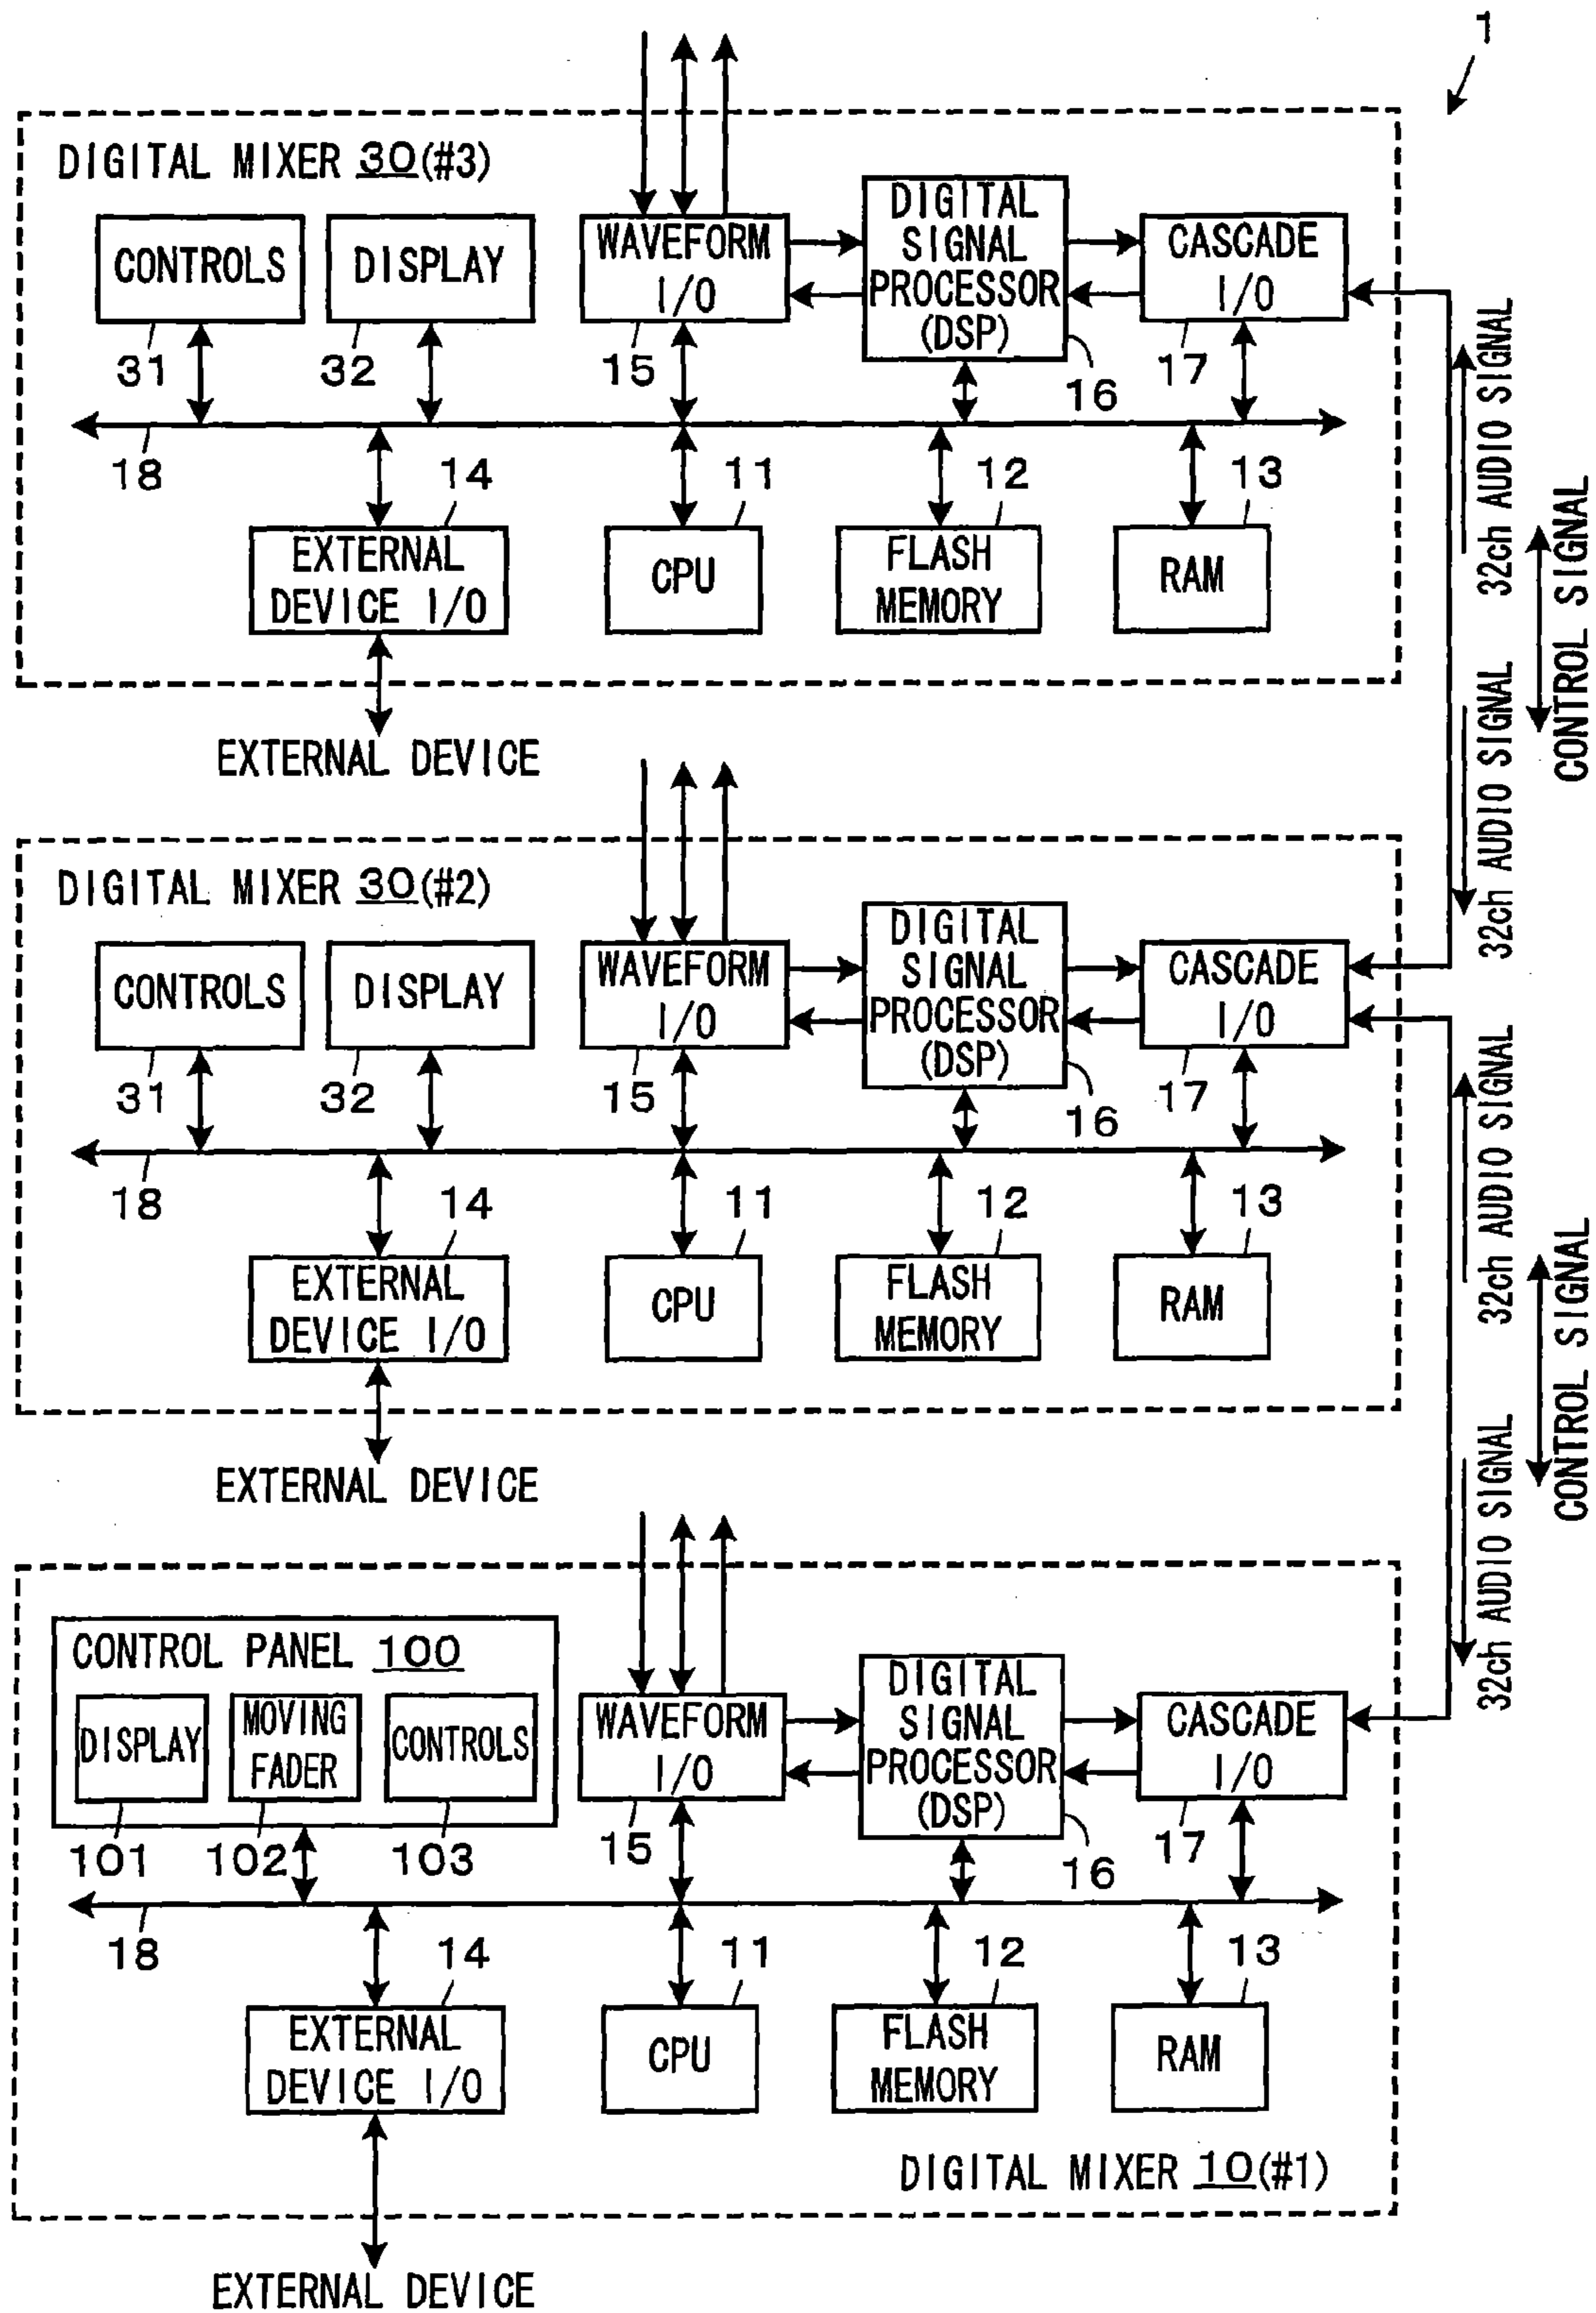 1
DIGITAL MIXER 30(#3)
CONTROLS
DISPLAY
WAVEFORM
I/O
DIGITAL
SIGNAL
PROCESSOR
(DSP)
CASCADE
I/O
31
32
15
16
17
18
14
11
12
13
EXTERNAL
DEVICE I/O
CPU
FLASH
MEMORY
RAM
EXTERNAL DEVICE
32ch AUDIO SIGNAL
32ch AUDIO SIGNAL
CONTROL SIGNAL
DIGITAL MIXER 30(#2)
CONTROLS
DISPLAY
WAVEFORM
I/O
DIGITAL
SIGNAL
PROCESSOR
(DSP)
CASCADE
I/O
31
32
15
16
17
18
14
11
12
13
EXTERNAL
DEVICE I/O
CPU
FLASH
MEMORY
RAM
EXTERNAL DEVICE
32ch AUDIO SIGNAL
32ch AUDIO SIGNAL
CONTROL SIGNAL
CONTROL PANEL 100
DISPLAY
MOVING
FADER
CONTROLS
101
102
103
WAVEFORM
I/O
DIGITAL
SIGNAL
PROCESSOR
(DSP)
CASCADE
I/O
15
16
17
18
14
11
12
13
EXTERNAL
DEVICE I/O
CPU
FLASH
MEMORY
RAM
DIGITAL MIXER 10(#1)
EXTERNAL DEVICE